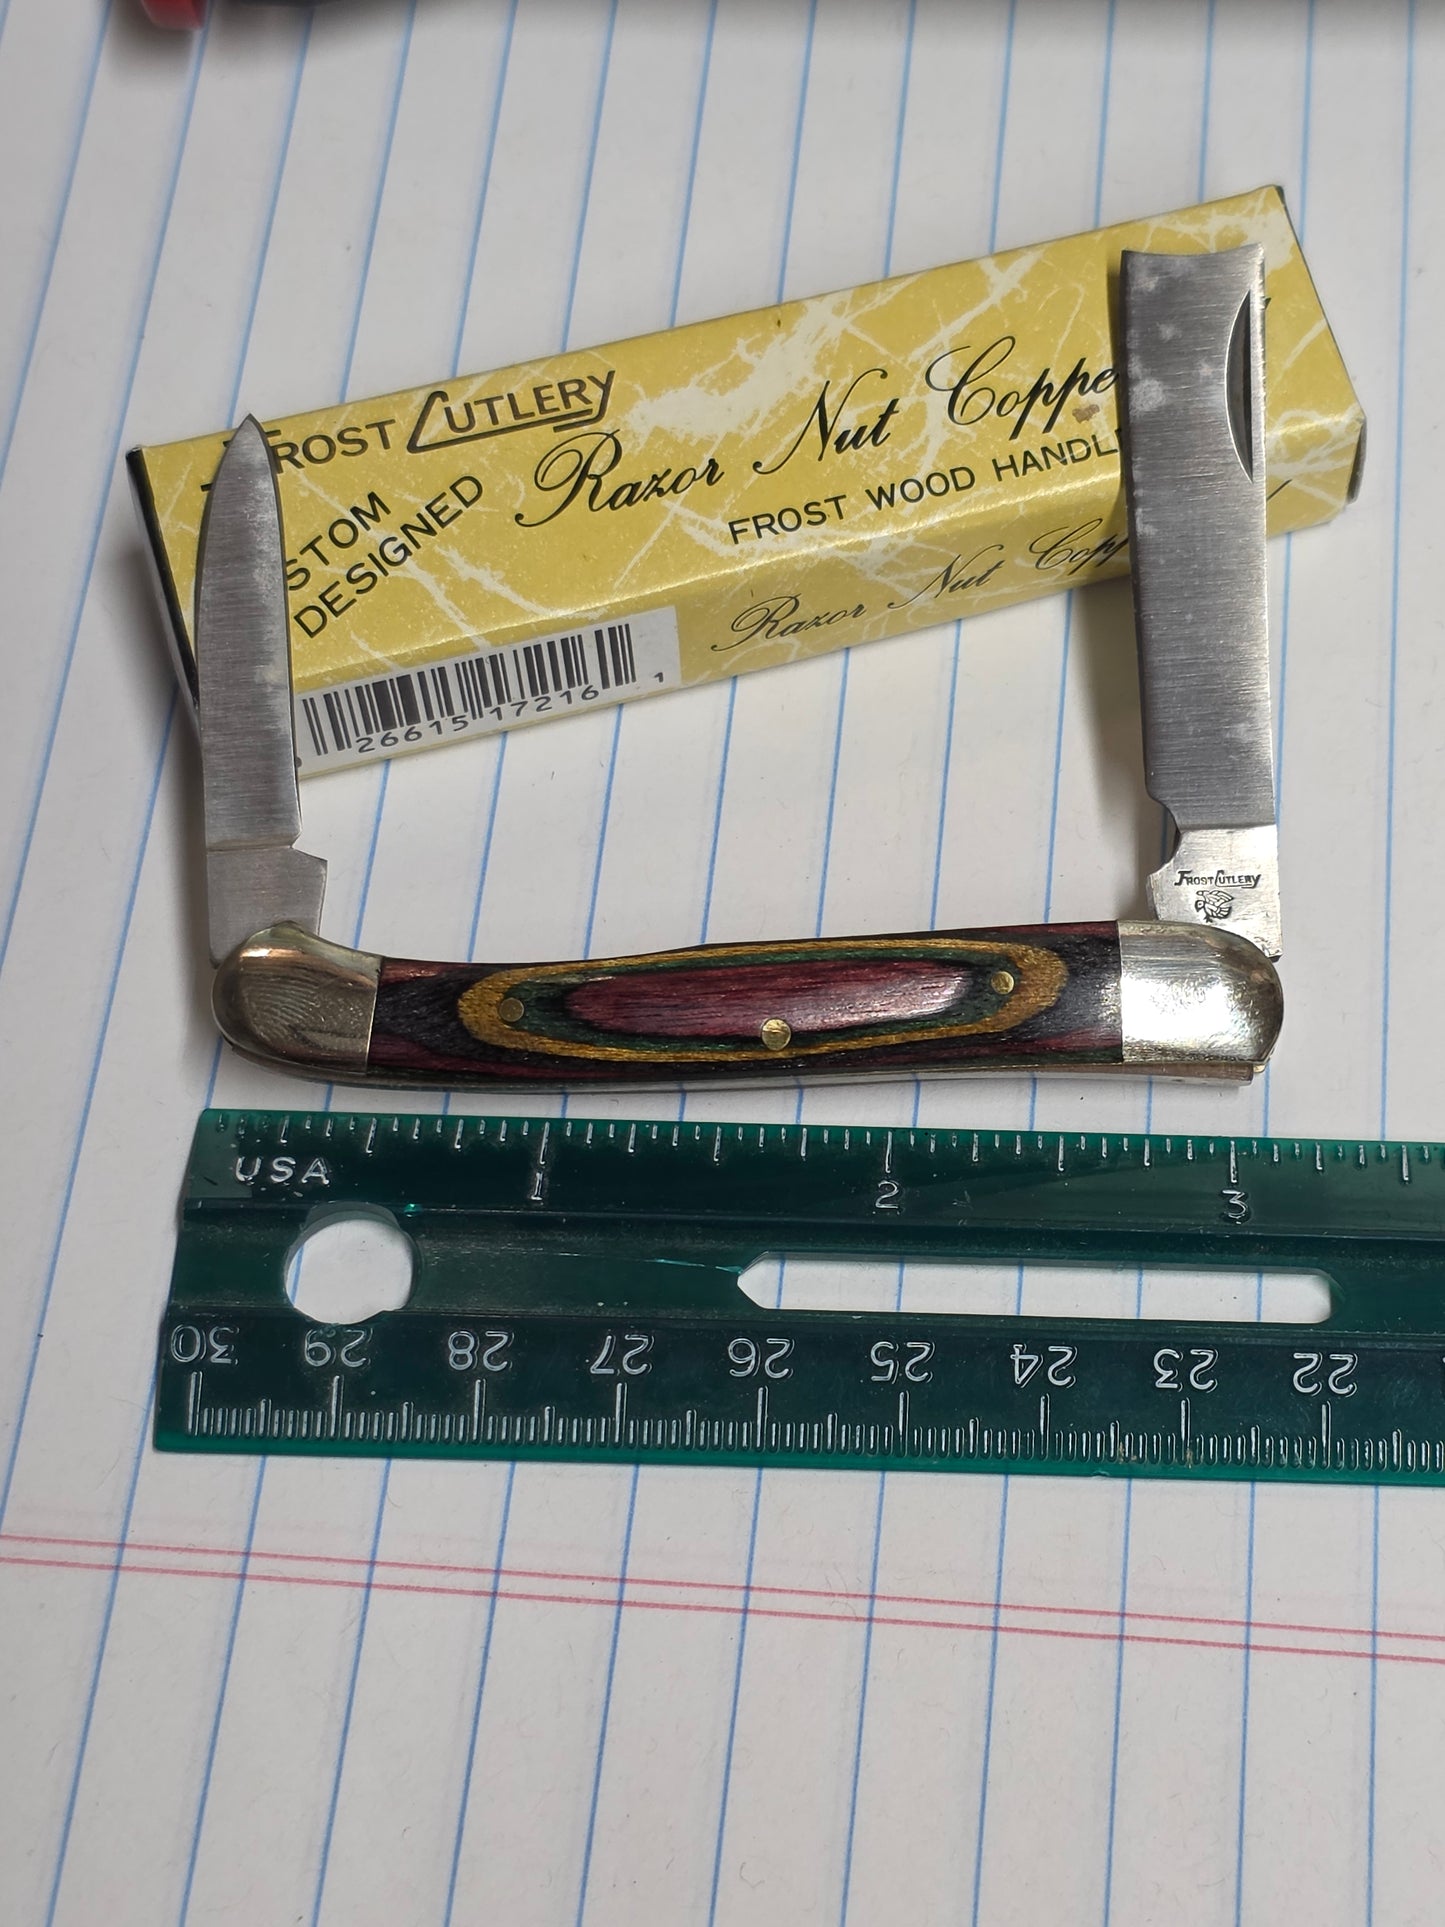 FROST CUTLERY
STOM
DESIGNED
Razor Nut Coppe
FROST WOOD HANDL
Razor Nut Copp
26615 17216 1
FROST CUTLERY
USA
1 2 3
30 29 28 27 26 25 24 23 22